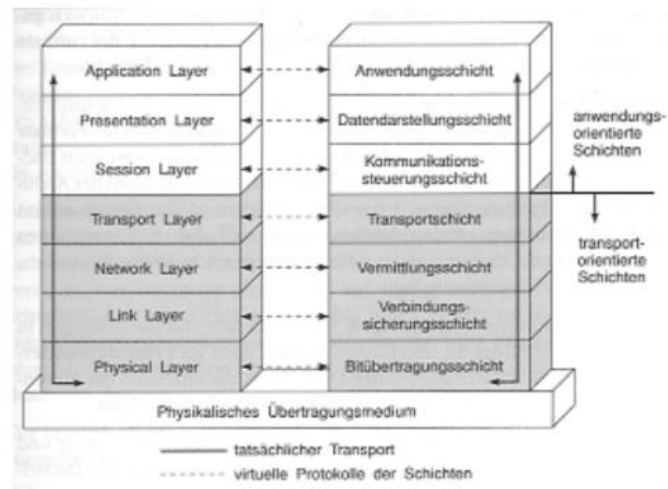 Application Layer
Anwendungsschicht
Presentation Layer
Datendarstellungsschicht
Session Layer
Kommunikations-
steuerungsschicht
Transport Layer
Transportschicht
Network Layer
Vermittlungsschicht
Link Layer
Verbindungs-
sicherungsschicht
Physical Layer
Bitübertragungsschicht
anwendungs-
orientierte
Schichten
transport-
orientierte
Schichten
Physikalisches Übertragungsmedium
tatsächlicher Transport
virtuelle Protokolle der Schichten